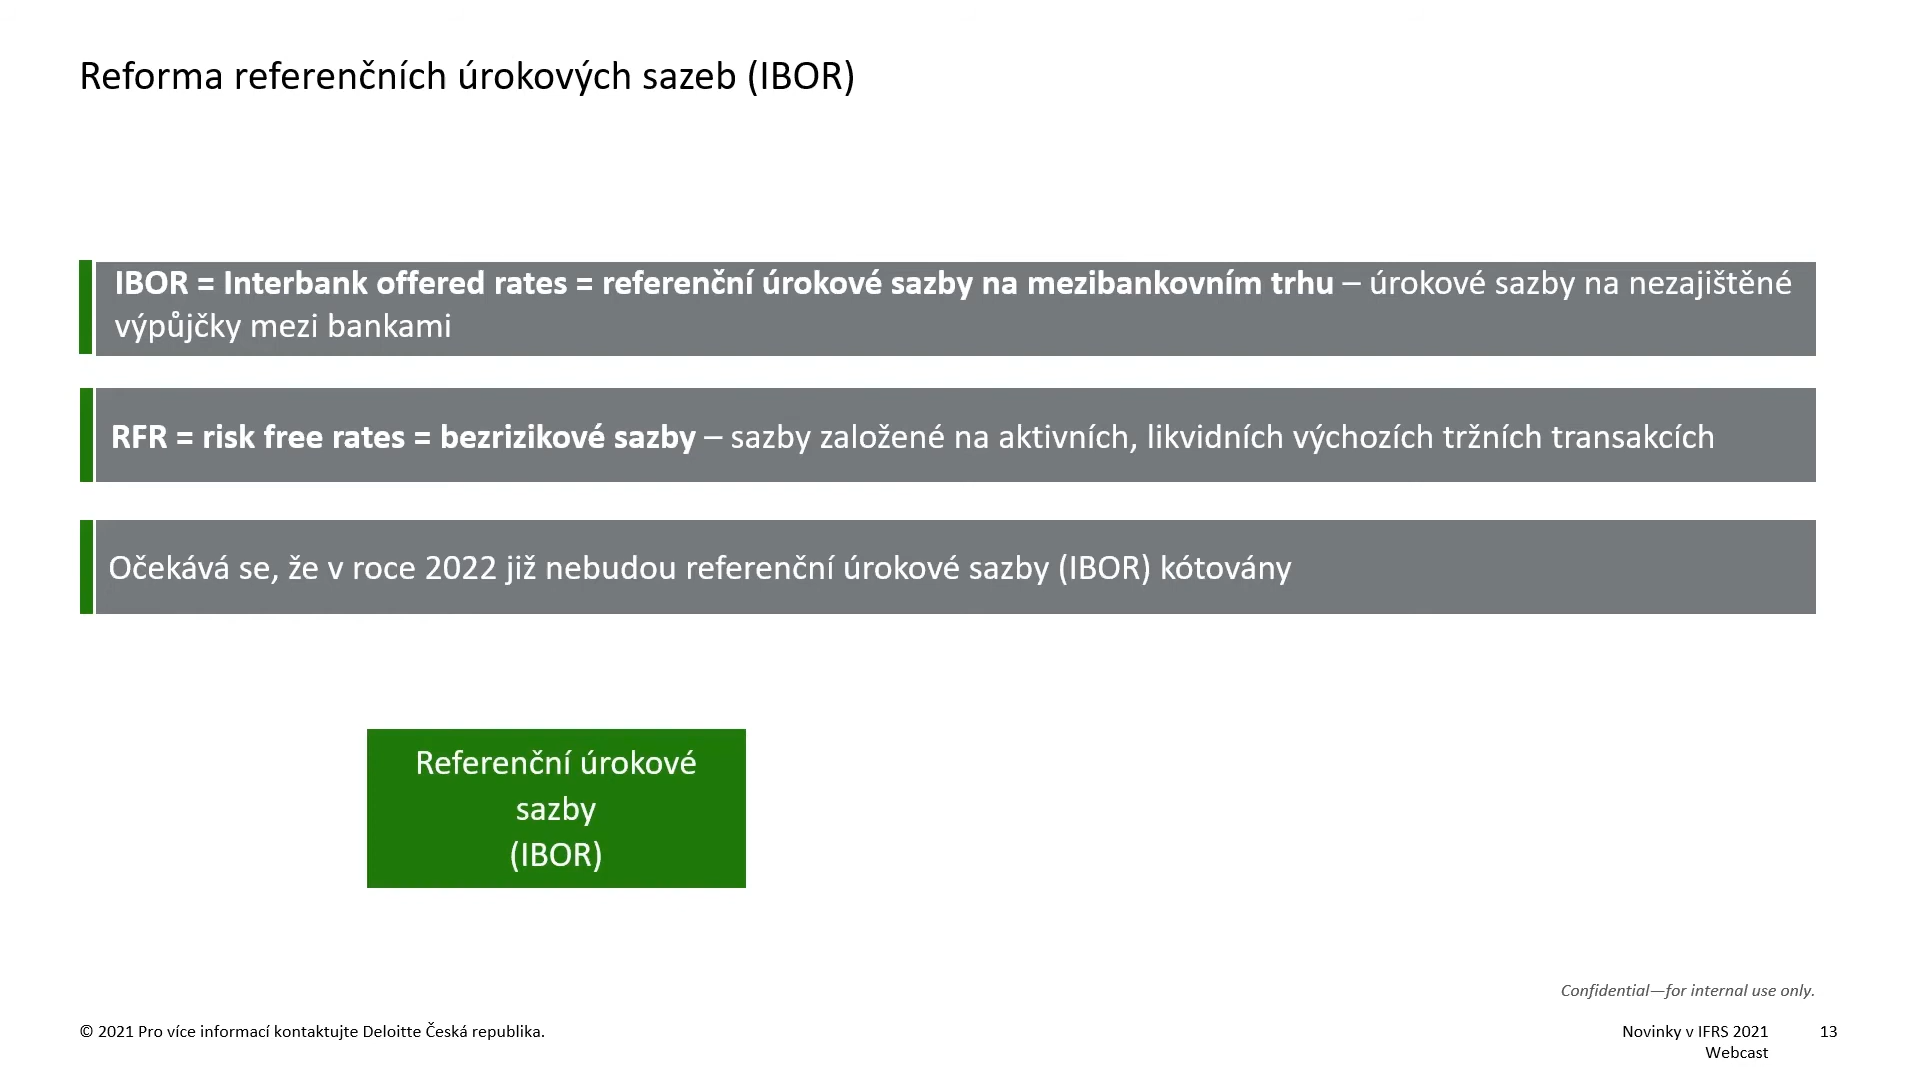 Reforma referenčních úrokových sazeb (IBOR)
IBOR = Interbank offered rates = referenční úrokové sazby na mezibankovním trhu – úrokové sazby na nezajištěné
výpůjčky mezi bankami
RFR = risk free rates = bezrizikové sazby – sazby založené na aktivních, likvidních výchozích tržních transakcích
Očekává se, že v roce 2022 již nebudou referenční úrokové sazby (IBOR) kótovány
Referenční úrokové
sazby
(IBOR)
Confidential—for internal use only.
© 2021 Pro více informací kontaktujte Deloitte Česká republika.
Novinky v IFRS 2021 13
Webcast